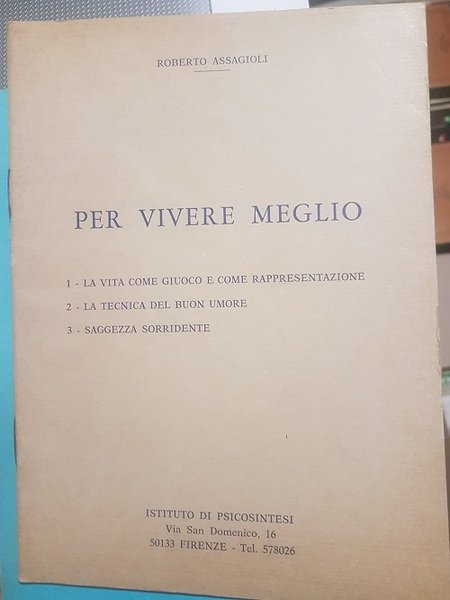 ROBERTO ASSAGIOLI
PER VIVERE MEGLIO
1 - LA VITA COME GIUOCO E COME RAPPRESENTAZIONE
2 - LA TECNICA DEL BUON UMORE
3 - SAGGEZZA SORRIDENTE
ISTITUTO DI PSICOSINTESI
Via San Domenico, 16
50133 FIRENZE - Tel. 578026